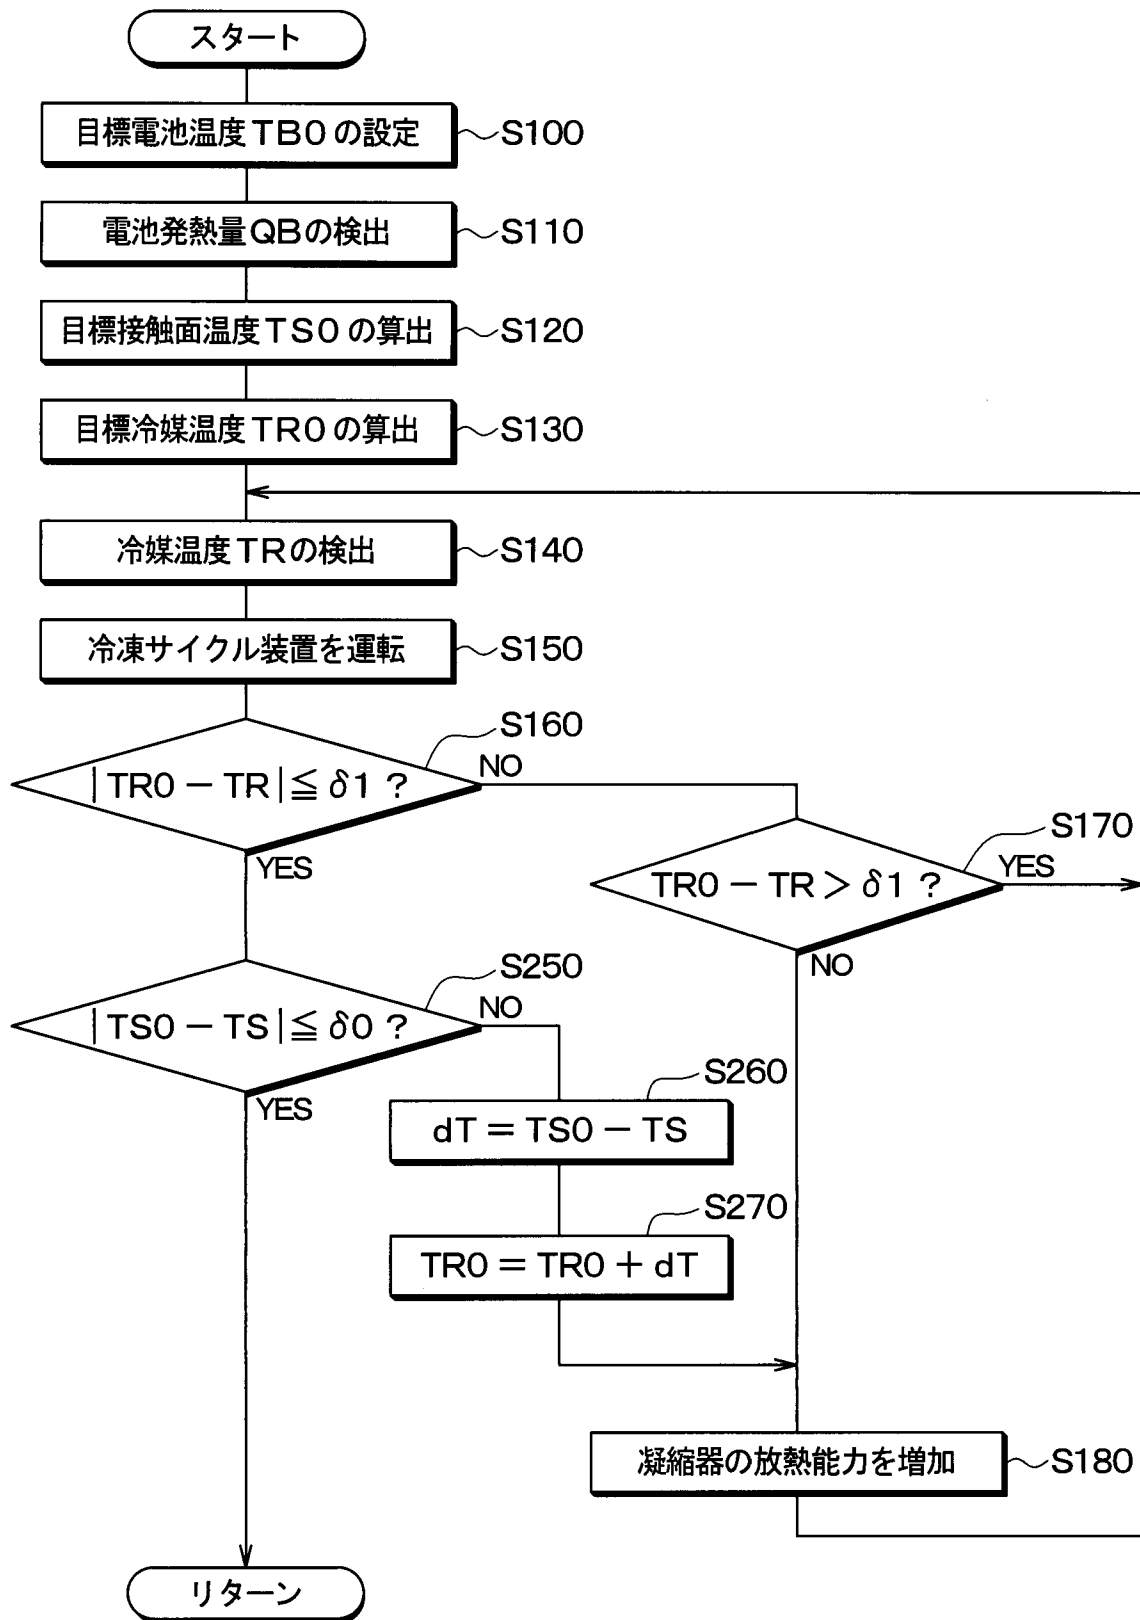 スタート
目標電池温度TB0の設定
S100
電池発熱量QBの検出
S110
目標接触面温度TS0の算出
S120
目標冷媒温度TR0の算出
S130
冷媒温度TRの検出
S140
冷凍サイクル装置を運転
S150
S160
|TR0－TR|≦δ1？
NO
YES
S170
TR0－TR＞δ1？
YES
NO
S250
|TS0－TS|≦δ0？
NO
YES
S260
dT＝TS0－TS
S270
TR0＝TR0＋dT
凝縮器の放熱能力を増加
S180
リターン